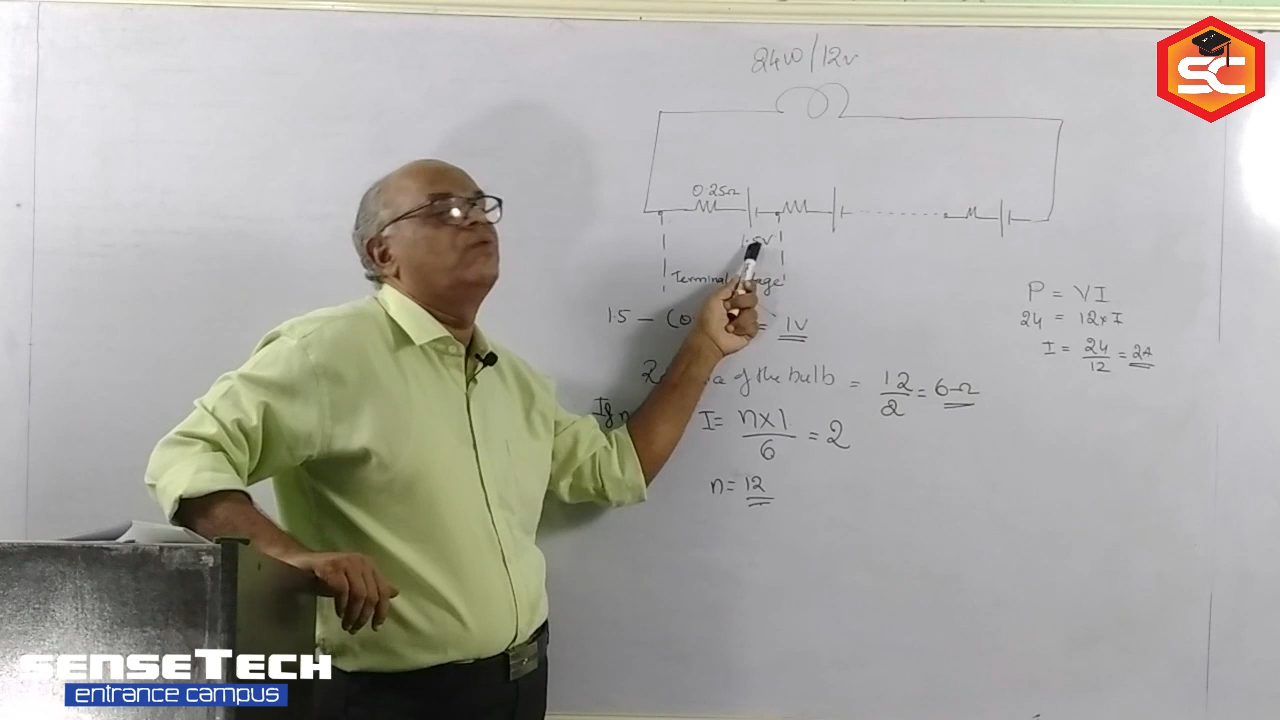 24W/12V
SC
0.25Ω
1.5V
Terminal
1.5 –
= 1V
P = VI
24 = 12×I
I = 24/12 = 2A
of the bulb = 12/2 = 6Ω
If
I = n×1/6 = 2
n = 12
SENSETECH
entrance campus